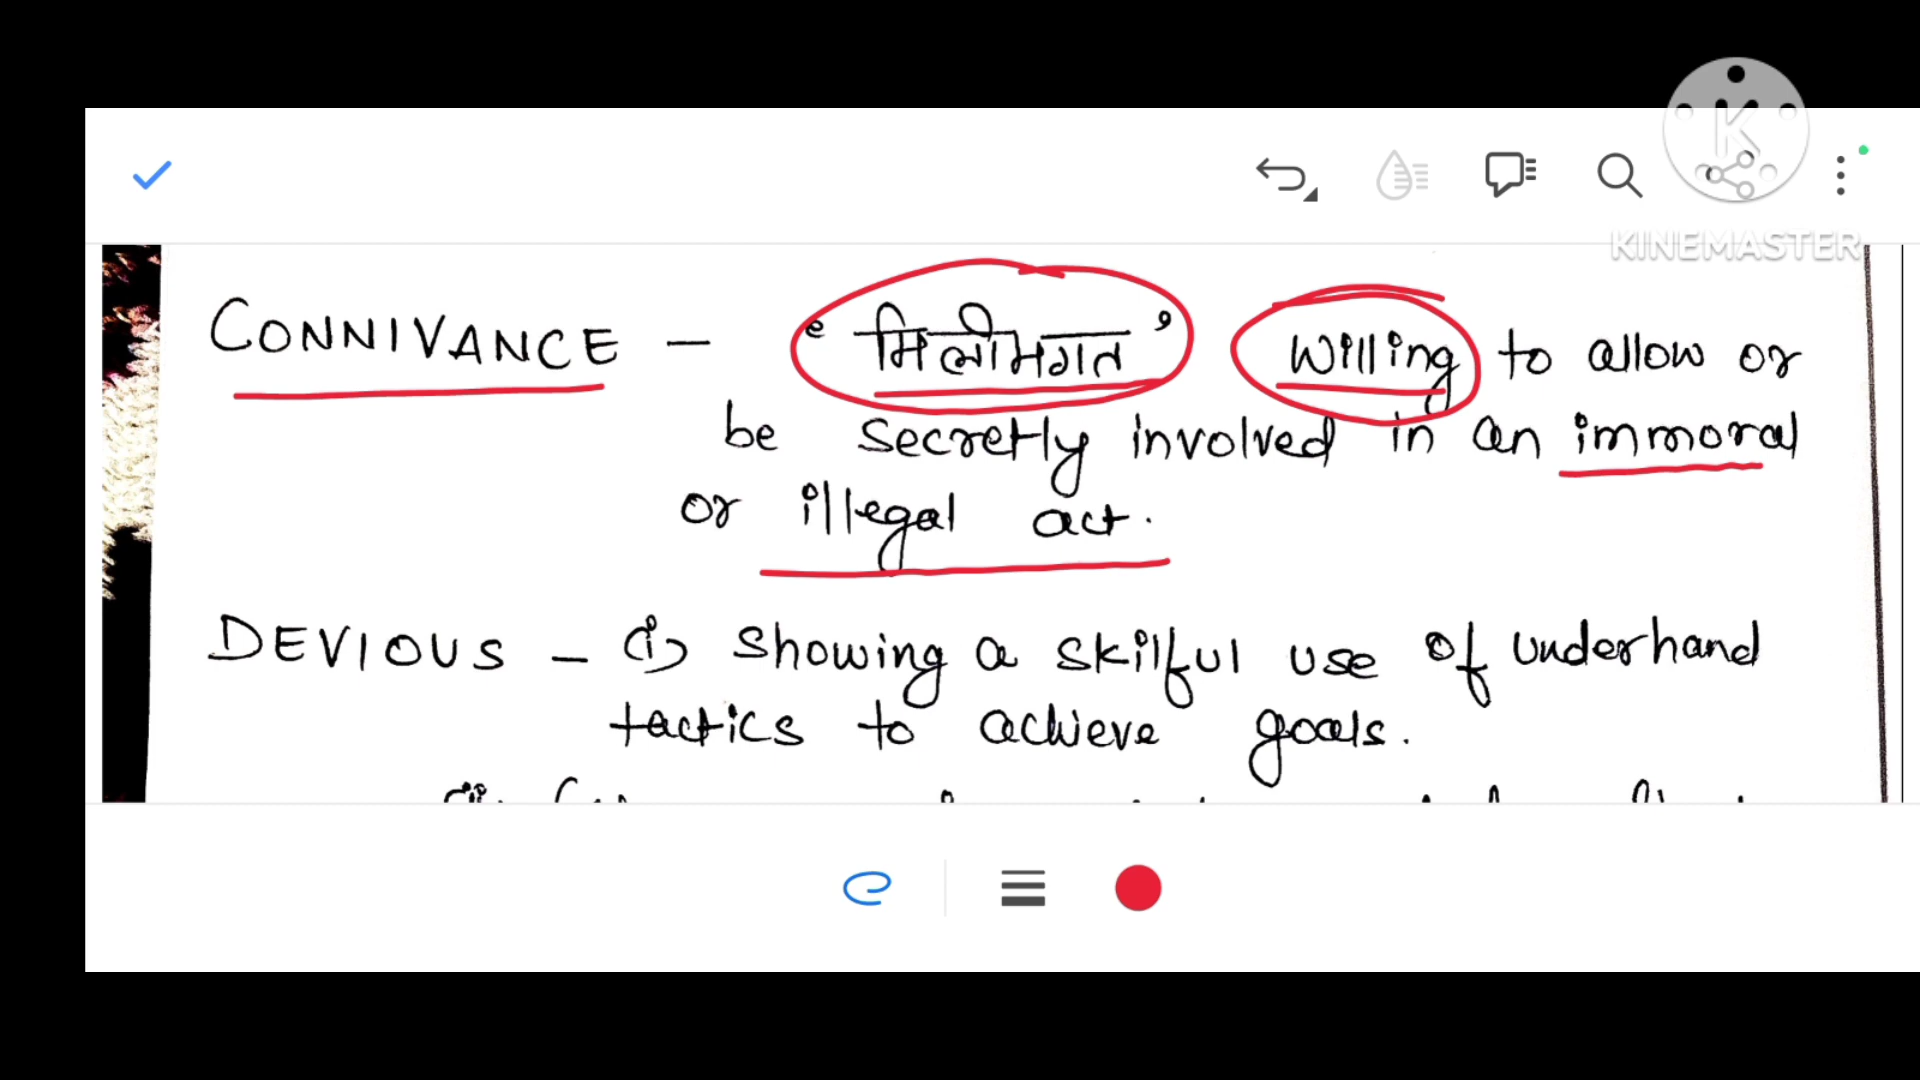 KINEMASTER
CONNIVANCE - ‘मिलीभगत’ Willing to allow or
be secretly involved in an immoral
or illegal act.
DEVIOUS - (i) Showing a skilful use of underhand
tactics to achieve goals.